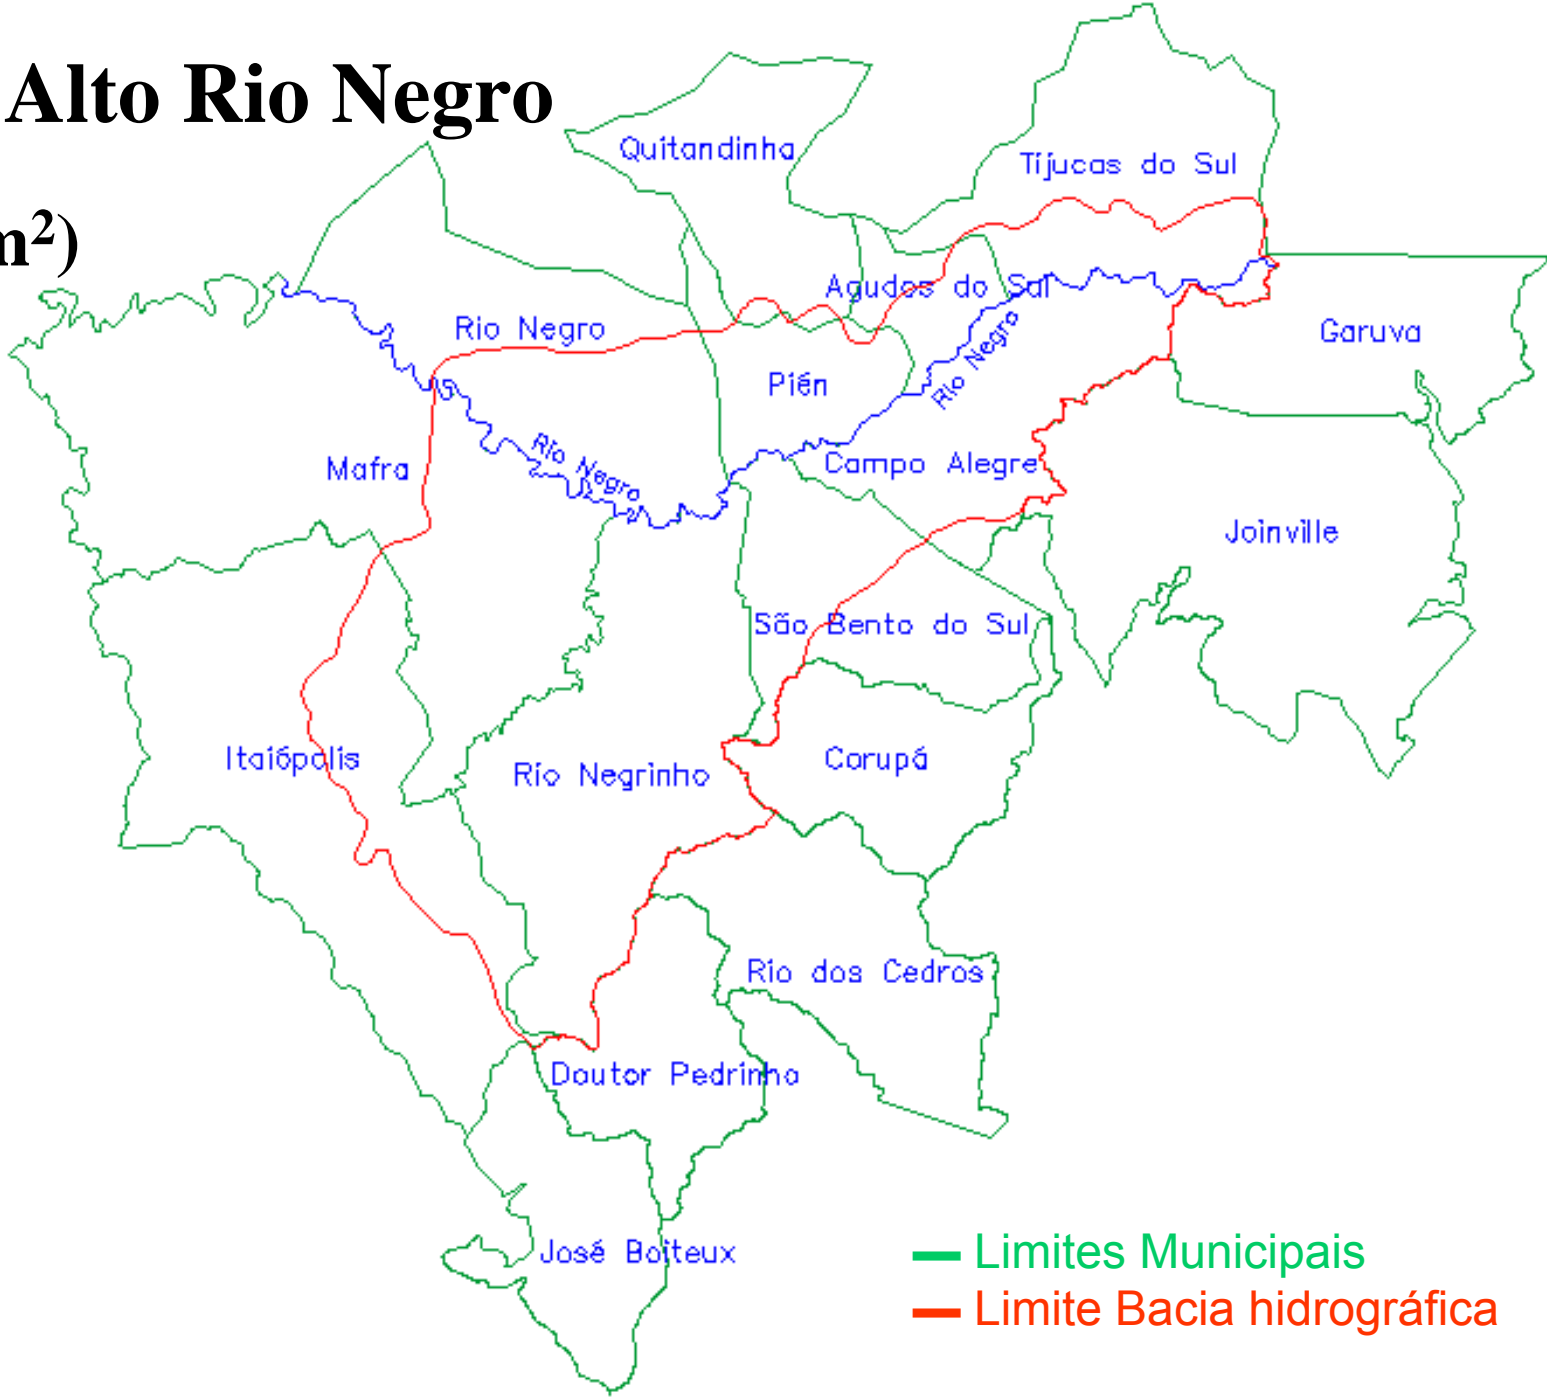 Alto Rio Negro
m²)
Quitandinha
Tijucas do Sul
Agudos do Sul
Rio Negro
Garuva
Rio Negro
Piên
Rio Negro
Mafra
Campo Alegre
Joinville
São Bento do Sul
Itaiópolis
Rio Negrinho
Corupá
Rio dos Cedros
Doutor Pedrinho
José Boiteux
Limites Municipais
Limite Bacia hidrográfica